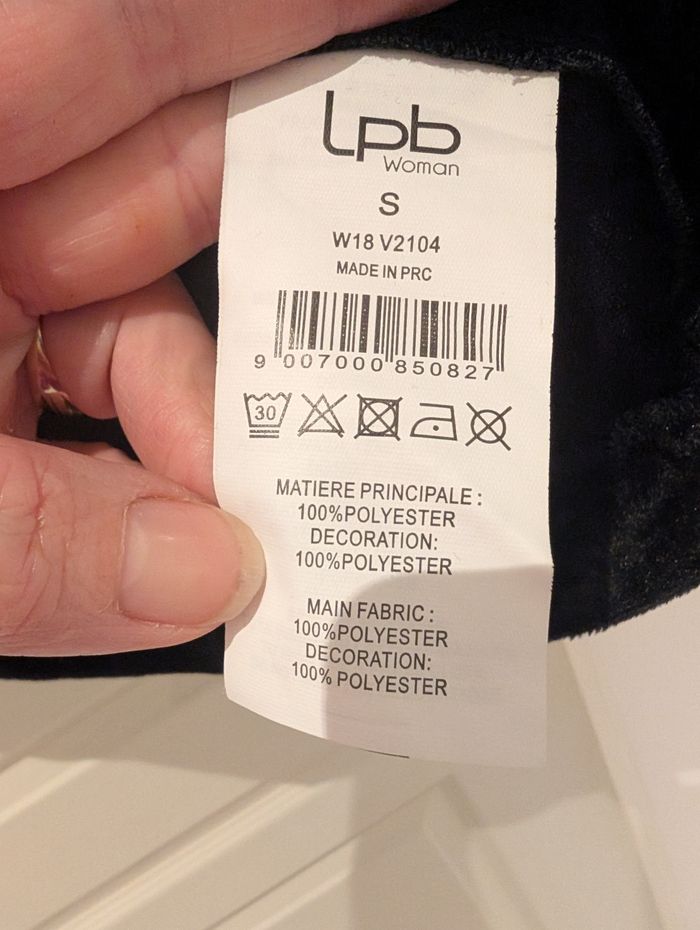 lpb
Woman
S
W18 V2104
MADE IN PRC
9 007000 850827
30
MATIERE PRINCIPALE :
100%POLYESTER
DECORATION:
100%POLYESTER
MAIN FABRIC :
100%POLYESTER
DECORATION:
100% POLYESTER